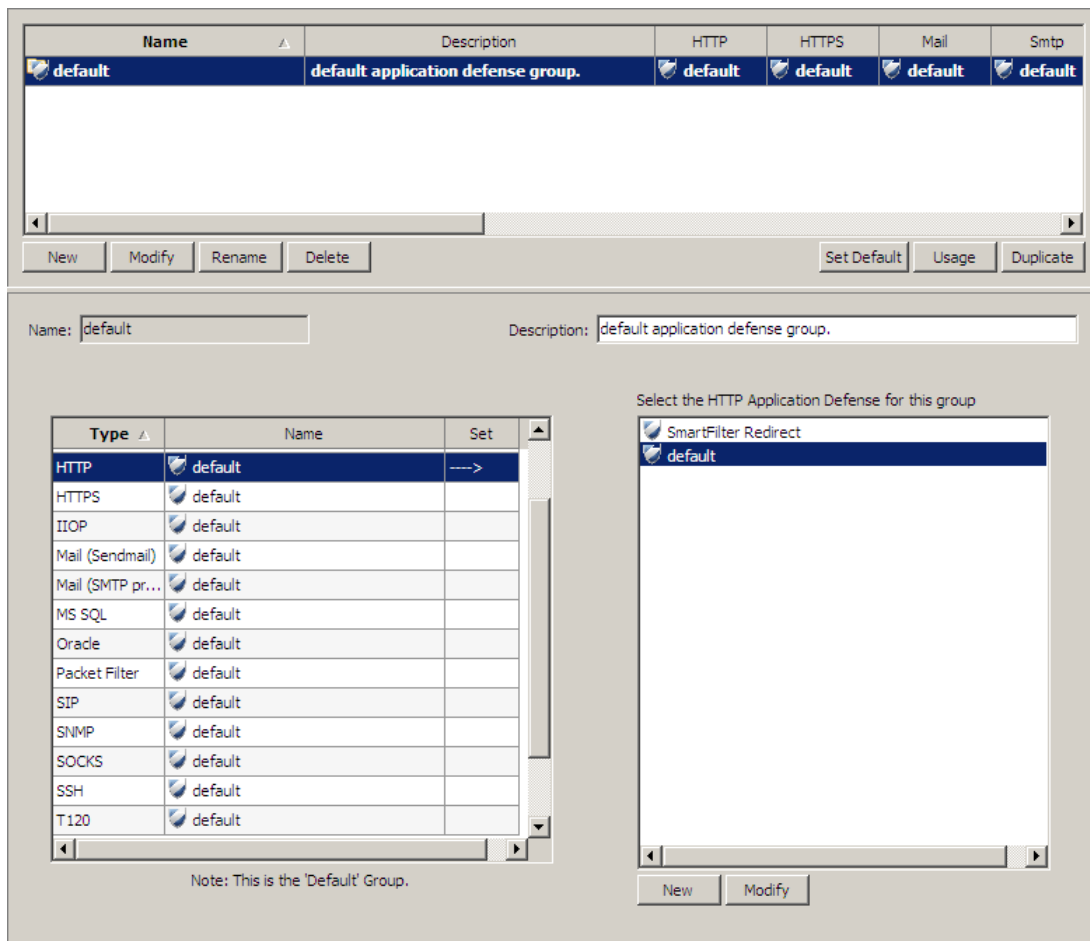 Name Description HTTP HTTPS Mail Smtp
default default application defense group. default default default default
New Modify Rename Delete Set Default Usage Duplicate
Name: default Description: default application defense group.
Select the HTTP Application Defense for this group
Type Name Set
HTTP default ---->
HTTPS default
IIOP default
Mail (Sendmail) default
Mail (SMTP pr... default
MS SQL default
Oracle default
Packet Filter default
SIP default
SNMP default
SOCKS default
SSH default
T120 default
Note: This is the 'Default' Group.
SmartFilter Redirect
default
New Modify